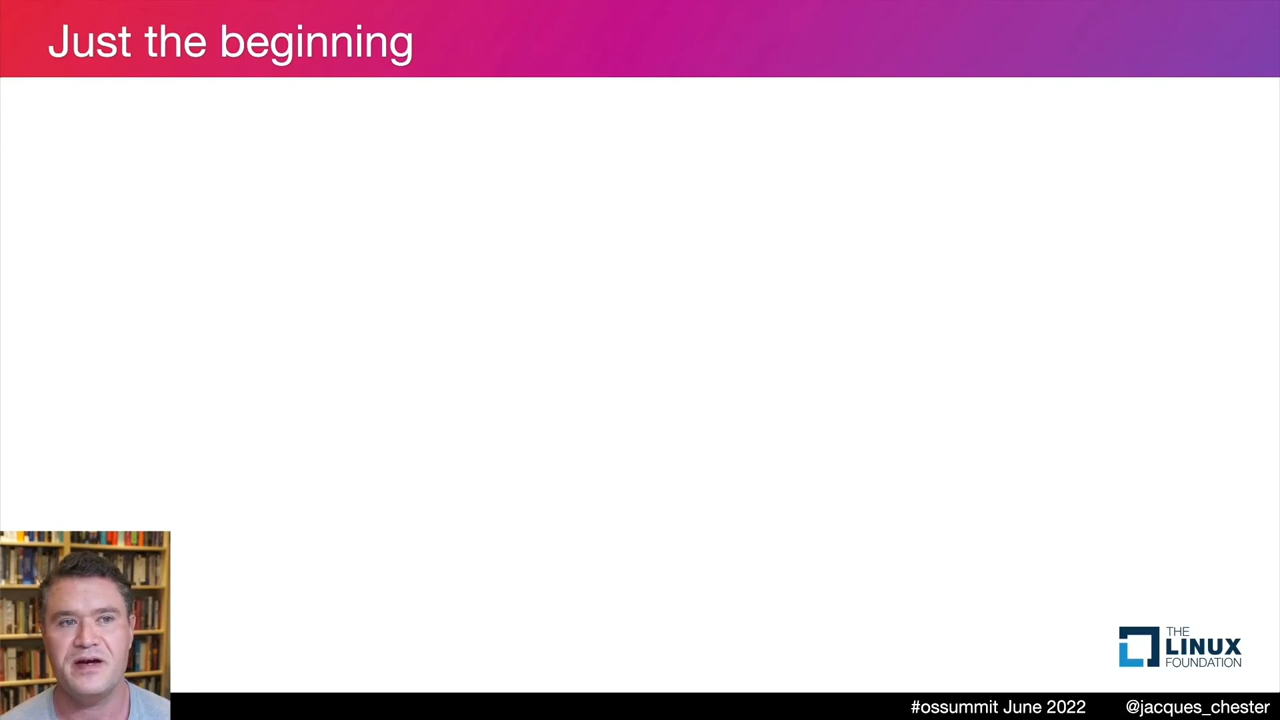 Just the beginning
THE
LINUX
FOUNDATION
#ossummit June 2022 @jacques_chester